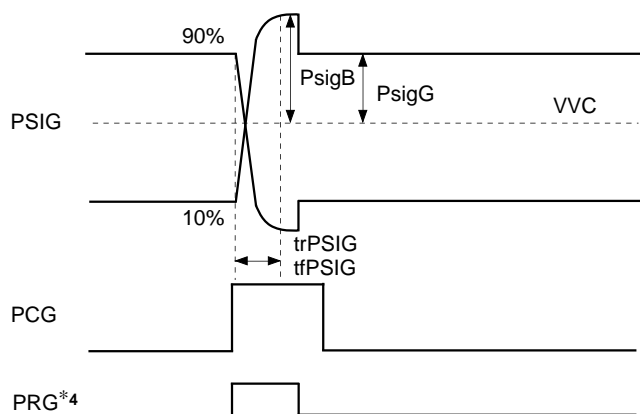 90%
PsigB
PsigG
VVC
PSIG
10%
trPSIG
tfPSIG
PCG
PRG*4